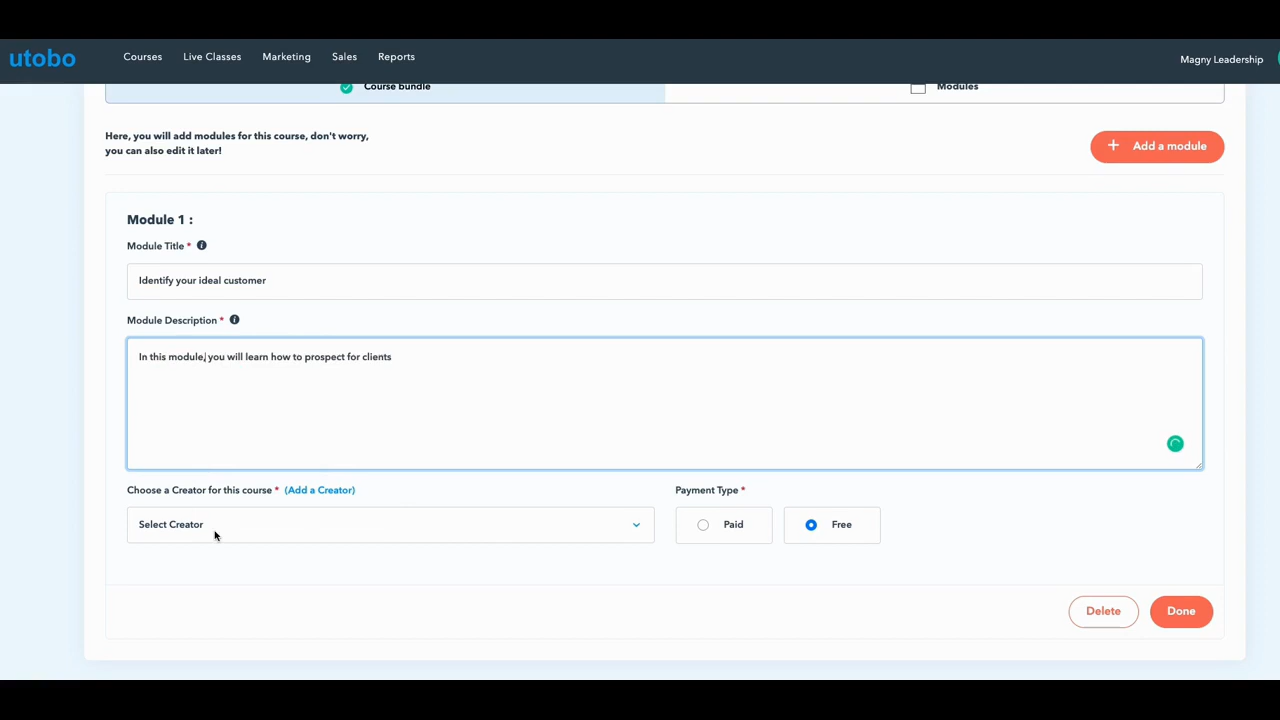 utobo
Courses
Live Classes
Marketing
Sales
Reports
Magny Leadership
Course bundle
Modules
Here, you will add modules for this course, don't worry,
you can also edit it later!
+ Add a module
Module 1 :
Module Title *
Identify your ideal customer
Module Description *
In this module, you will learn how to prospect for clients
Choose a Creator for this course * (Add a Creator)
Payment Type *
Select Creator
Paid
Free
Delete
Done